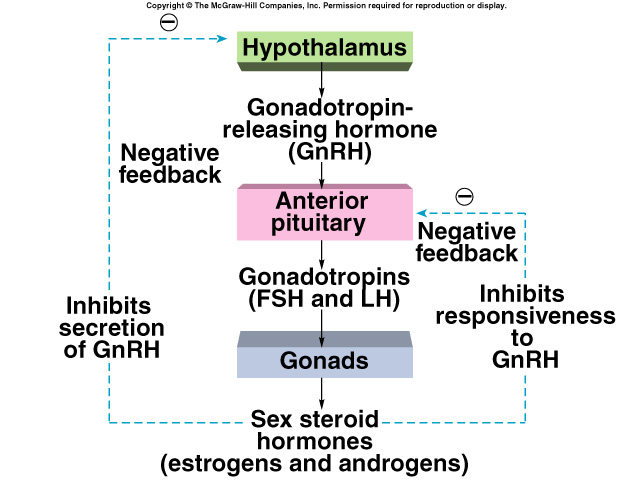 Copyright © The McGraw-Hill Companies, Inc. Permission required for reproduction or display.
Hypothalamus
Gonadotropin-
releasing hormone
(GnRH)
Negative
feedback
Anterior
pituitary
Negative
feedback
Gonadotropins
(FSH and LH)
Inhibits
secretion
of GnRH
Inhibits
responsiveness
to
GnRH
Gonads
Sex steroid
hormones
(estrogens and androgens)